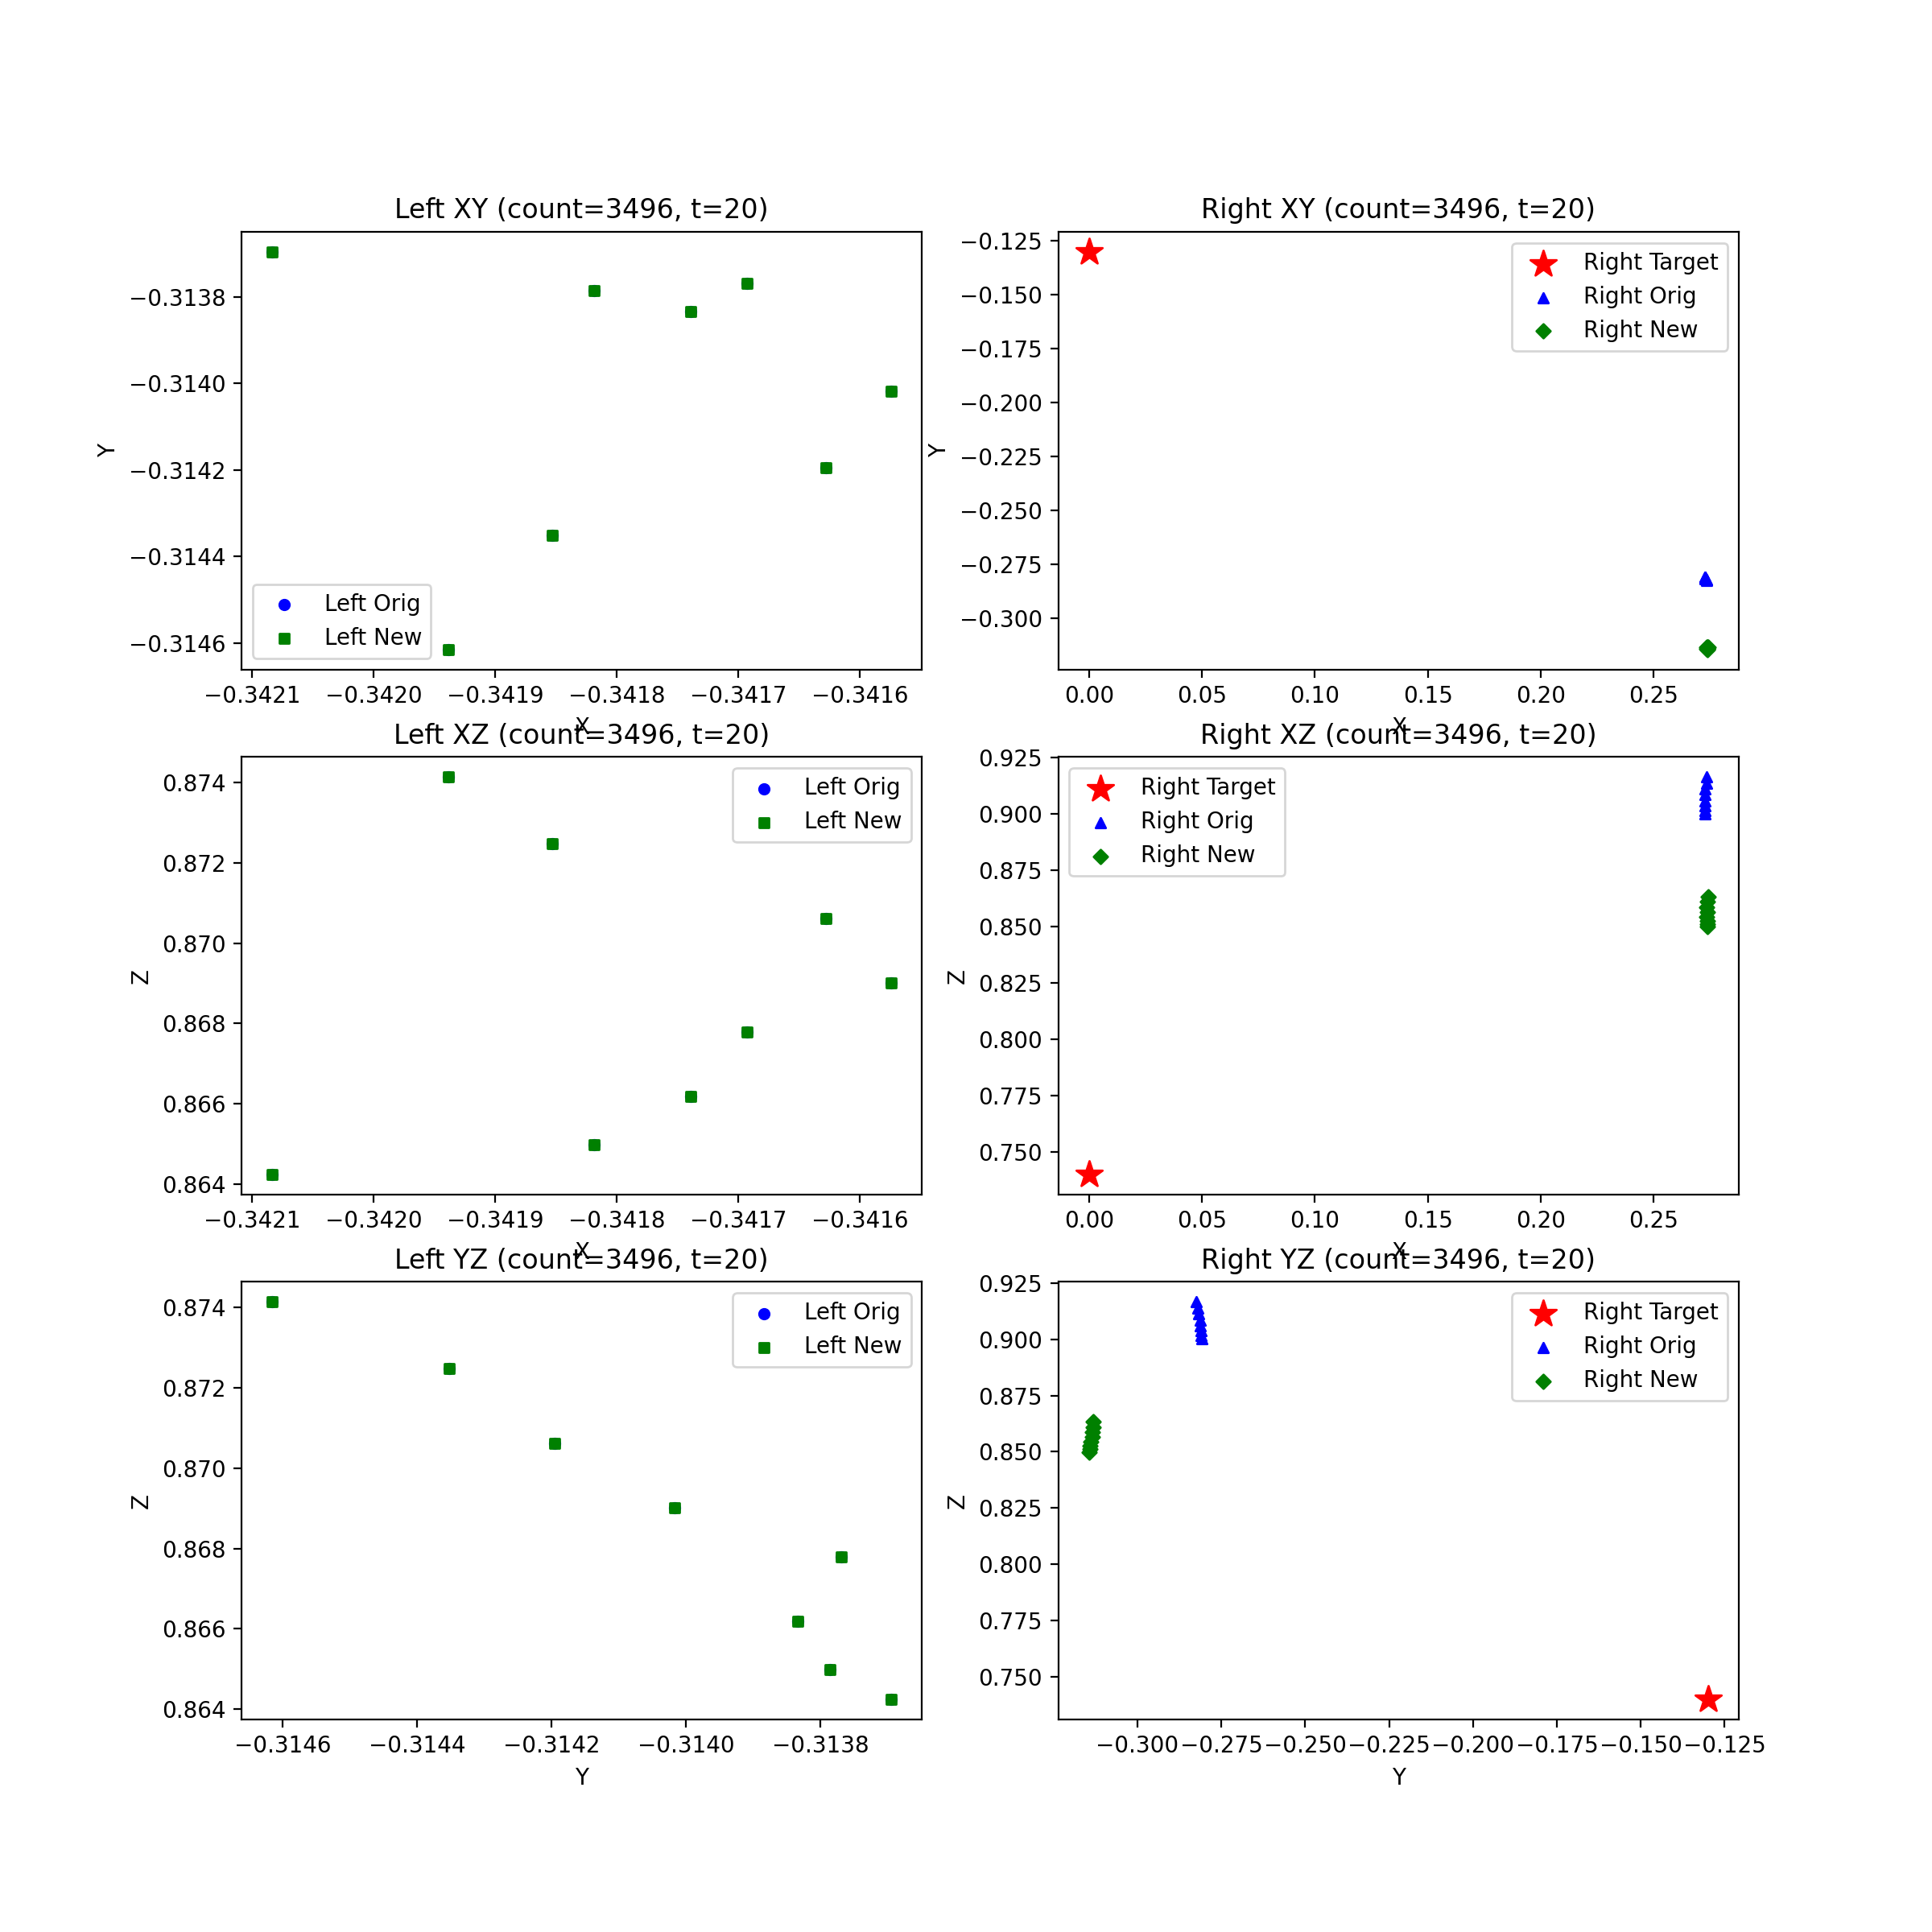 Left XY (count=3496, t=20)
−0.3138
−0.3140
−0.3142
−0.3144
−0.3146
Y
Left Orig
Left New
−0.3421 −0.3420 −0.3419 −0.3418 −0.3417 −0.3416
X
Right XY (count=3496, t=20)
−0.125
−0.150
−0.175
−0.200
−0.225
−0.250
−0.275
−0.300
Y
Right Target
Right Orig
Right New
0.00 0.05 0.10 0.15 0.20 0.25
X
Left XZ (count=3496, t=20)
0.874
0.872
0.870
0.868
0.866
0.864
Z
Left Orig
Left New
−0.3421 −0.3420 −0.3419 −0.3418 −0.3417 −0.3416
X
Right XZ (count=3496, t=20)
0.925
0.900
0.875
0.850
0.825
0.800
0.775
0.750
Z
Right Target
Right Orig
Right New
0.00 0.05 0.10 0.15 0.20 0.25
X
Left YZ (count=3496, t=20)
0.874
0.872
0.870
0.868
0.866
0.864
Z
Left Orig
Left New
−0.3146 −0.3144 −0.3142 −0.3140 −0.3138
Y
Right YZ (count=3496, t=20)
0.925
0.900
0.875
0.850
0.825
0.800
0.775
0.750
Z
Right Target
Right Orig
Right New
−0.300 −0.275 −0.250 −0.225 −0.200 −0.175 −0.150 −0.125
Y